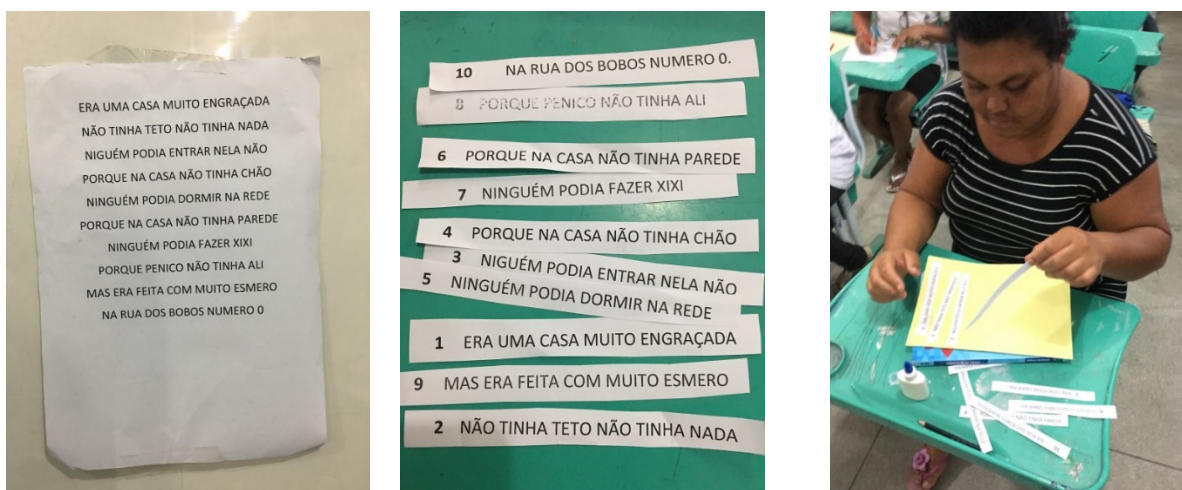 ERA UMA CASA MUITO ENGRAÇADA
NÃO TINHA TETO NÃO TINHA NADA
NIGUÉM PODIA ENTRAR NELA NÃO
PORQUE NA CASA NÃO TINHA CHÃO
NINGUÉM PODIA DORMIR NA REDE
PORQUE NA CASA NÃO TINHA PAREDE
NINGUÉM PODIA FAZER XIXI
PORQUE PENICO NÃO TINHA ALI
MAS ERA FEITA COM MUITO ESMERO
NA RUA DOS BOBOS NUMERO 0
10 NA RUA DOS BOBOS NUMERO 0.
8 PORQUE PENICO NÃO TINHA ALI
6 PORQUE NA CASA NÃO TINHA PAREDE
7 NINGUÉM PODIA FAZER XIXI
4 PORQUE NA CASA NÃO TINHA CHÃO
3 NIGUÉM PODIA ENTRAR NELA NÃO
5 NINGUÉM PODIA DORMIR NA REDE
1 ERA UMA CASA MUITO ENGRAÇADA
9 MAS ERA FEITA COM MUITO ESMERO
2 NÃO TINHA TETO NÃO TINHA NADA